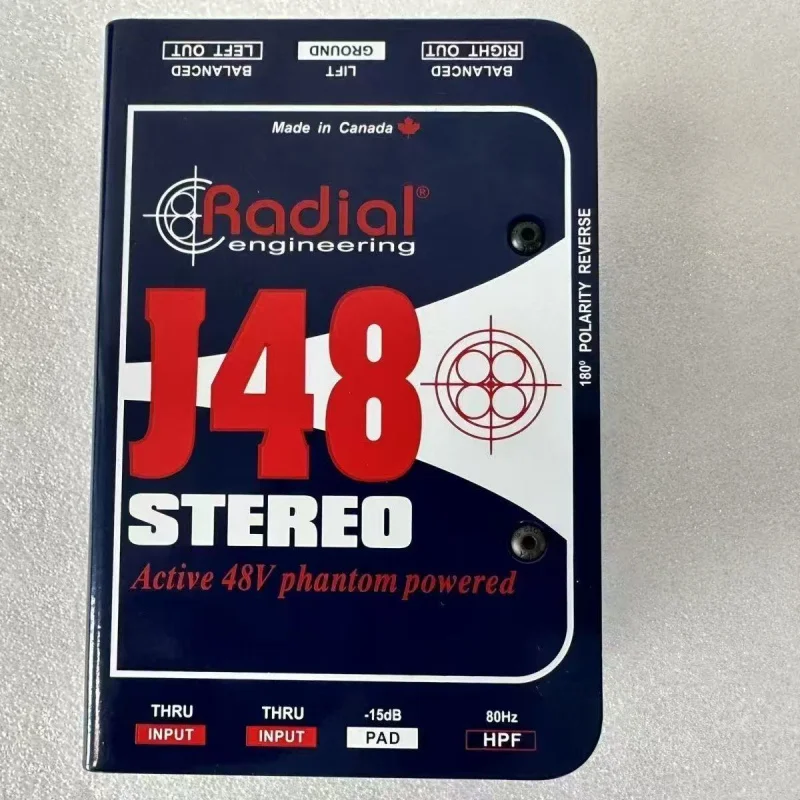 BALANCED
LEFT OUT
LIFT
GROUND
BALANCED
RIGHT OUT
Made in Canada
Radial®
engineering
180° POLARITY REVERSE
J48
STEREO
Active 48V phantom powered
THRU
INPUT
THRU
INPUT
-15dB
PAD
80Hz
HPF